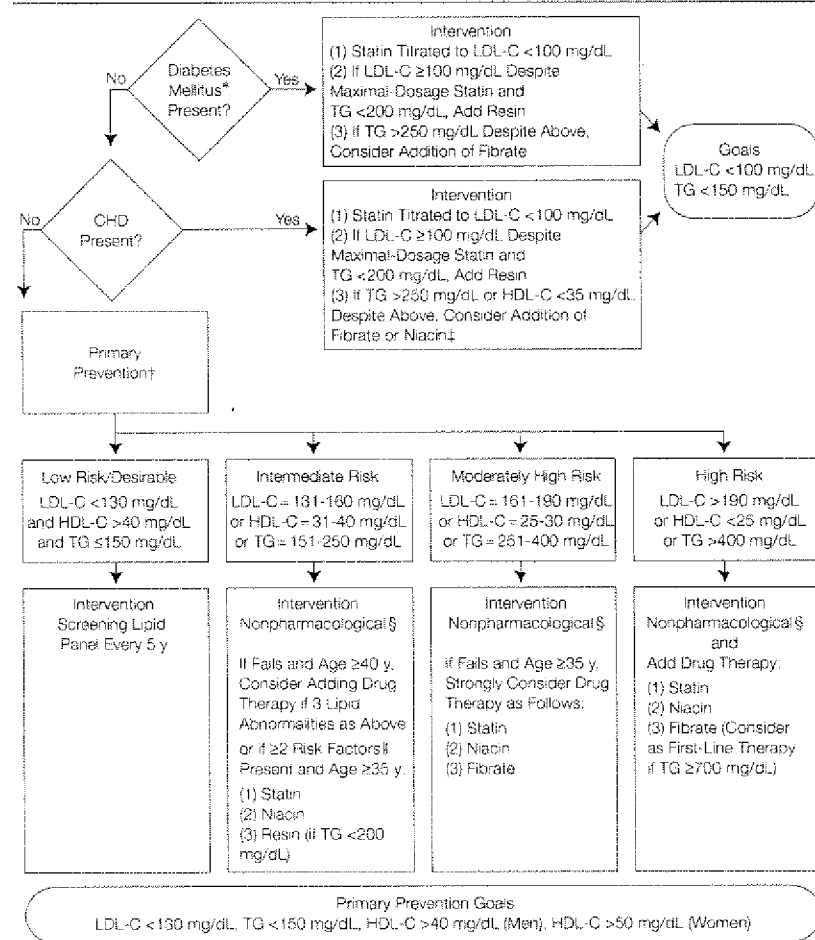 No
Diabetes
Mellitus*
Present?
Yes
Intervention
(1) Statin Titrated to LDL-C <100 mg/dL
(2) If LDL-C ≥100 mg/dL Despite
Maximal-Dosage Statin and
TG <200 mg/dL, Add Resin
(3) If TG >250 mg/dL Despite Above,
Consider Addition of Fibrate
Goals
LDL-C <100 mg/dL
TG <150 mg/dL
No
CHD
Present?
Yes
Intervention
(1) Statin Titrated to LDL-C <100 mg/dL
(2) If LDL-C ≥100 mg/dL Despite
Maximal-Dosage Statin and
TG <200 mg/dL, Add Resin
(3) If TG >250 mg/dL or HDL-C <35 mg/dL
Despite Above, Consider Addition of
Fibrate or Niacin‡
Primary
Prevention†
Low Risk/Desirable
LDL-C <130 mg/dL
and HDL-C >40 mg/dL
and TG ≤150 mg/dL
Intervention
Screening Lipid
Panel Every 5 y
Intermediate Risk
LDL-C = 131-160 mg/dL
or HDL-C = 31-40 mg/dL
or TG = 151-250 mg/dL
Intervention
Nonpharmacological§
If Fails and Age ≥40 y,
Consider Adding Drug
Therapy if 3 Lipid
Abnormalities as Above
or if ≥2 Risk Factors‖
Present and Age ≥35 y:
(1) Statin
(2) Niacin
(3) Resin (if TG <200
mg/dL)
Moderately High Risk
LDL-C = 161-190 mg/dL
or HDL-C = 25-30 mg/dL
or TG = 251-400 mg/dL
Intervention
Nonpharmacological§
If Fails and Age ≥35 y,
Strongly Consider Drug
Therapy as Follows:
(1) Statin
(2) Niacin
(3) Fibrate
High Risk
LDL-C >190 mg/dL
or HDL-C <25 mg/dL
or TG >400 mg/dL
Intervention
Nonpharmacological§
and
Add Drug Therapy:
(1) Statin
(2) Niacin
(3) Fibrate (Consider
as First-Line Therapy
if TG ≥700 mg/dL)
Primary Prevention Goals
LDL-C <130 mg/dL, TG <150 mg/dL, HDL-C >40 mg/dL (Men), HDL-C >50 mg/dL (Women)